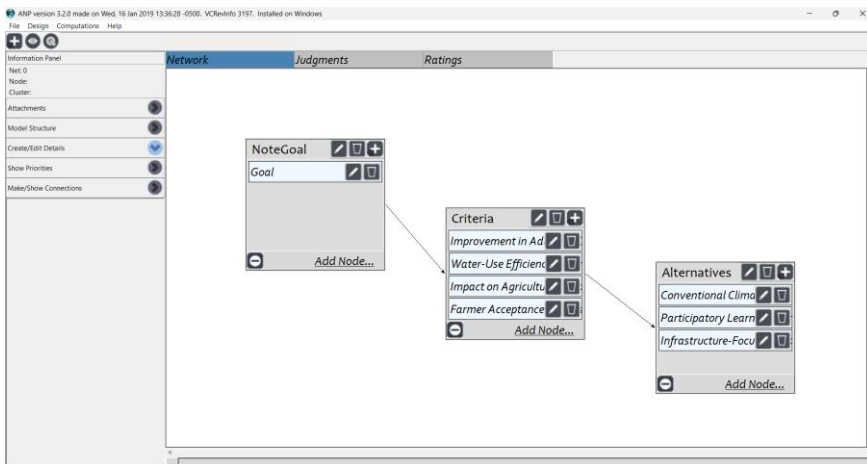 ANP version 3.2.0 made on Wed, 16 Jan 2019 13:36:28 -0500. VCRevInfo 3197. Installed on Windows
File Design Computations Help
Information Panel
Net: 0
Node:
Cluster:
Attachments
Model Structure
Create/Edit Details
Show Priorities
Make/Show Connections
Network Judgments Ratings
NoteGoal
Goal
Add Node...
Criteria
Improvement in Ad
Water-Use Efficienc
Impact on Agricultu
Farmer Acceptance
Add Node...
Alternatives
Conventional Clima
Participatory Learn
Infrastructure-Focu
Add Node...